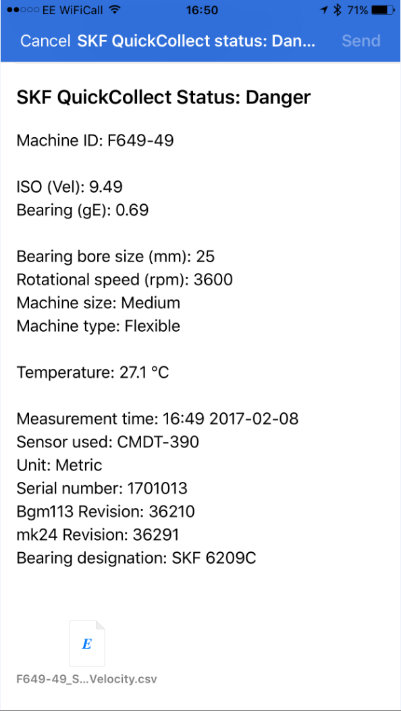 EE WiFiCall 16:50 71%
Cancel SKF QuickCollect status: Dan... Send
SKF QuickCollect Status: Danger
Machine ID: F649-49
ISO (Vel): 9.49
Bearing (gE): 0.69
Bearing bore size (mm): 25
Rotational speed (rpm): 3600
Machine size: Medium
Machine type: Flexible
Temperature: 27.1 °C
Measurement time: 16:49 2017-02-08
Sensor used: CMDT-390
Unit: Metric
Serial number: 1701013
Bgm113 Revision: 36210
mk24 Revision: 36291
Bearing designation: SKF 6209C
E
F649-49_S...Velocity.csv